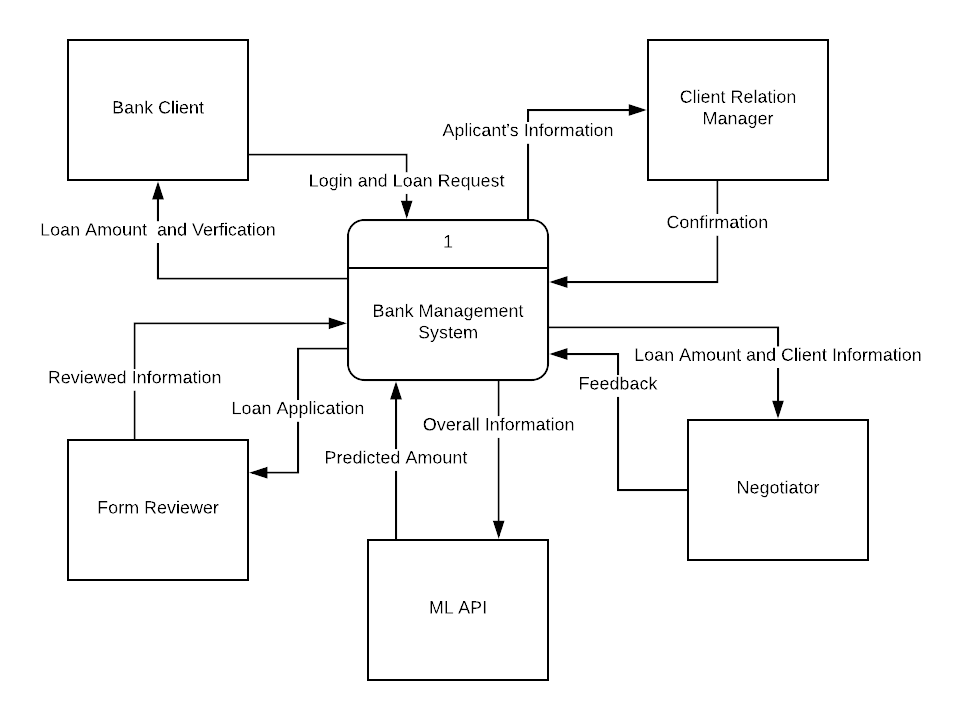 Bank Client
Client Relation
Manager
Aplicant's Information
Login and Loan Request
Confirmation
Loan Amount  and Verfication
1
Bank Management
System
Loan Amount and Client Information
Reviewed Information
Feedback
Loan Application
Overall Information
Predicted Amount
Negotiator
Form Reviewer
ML API